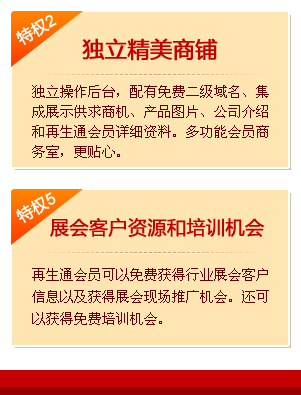 特权2
独立精美商铺
独立操作后台，配有免费二级域名、集
成展示供求商机、产品图片、公司介绍
和再生通会员详细资料。多功能会员商
务室，更贴心。
特权5
展会客户资源和培训机会
再生通会员可以免费获得行业展会客户
信息以及获得展会现场推广机会。还可
以获得免费培训机会。